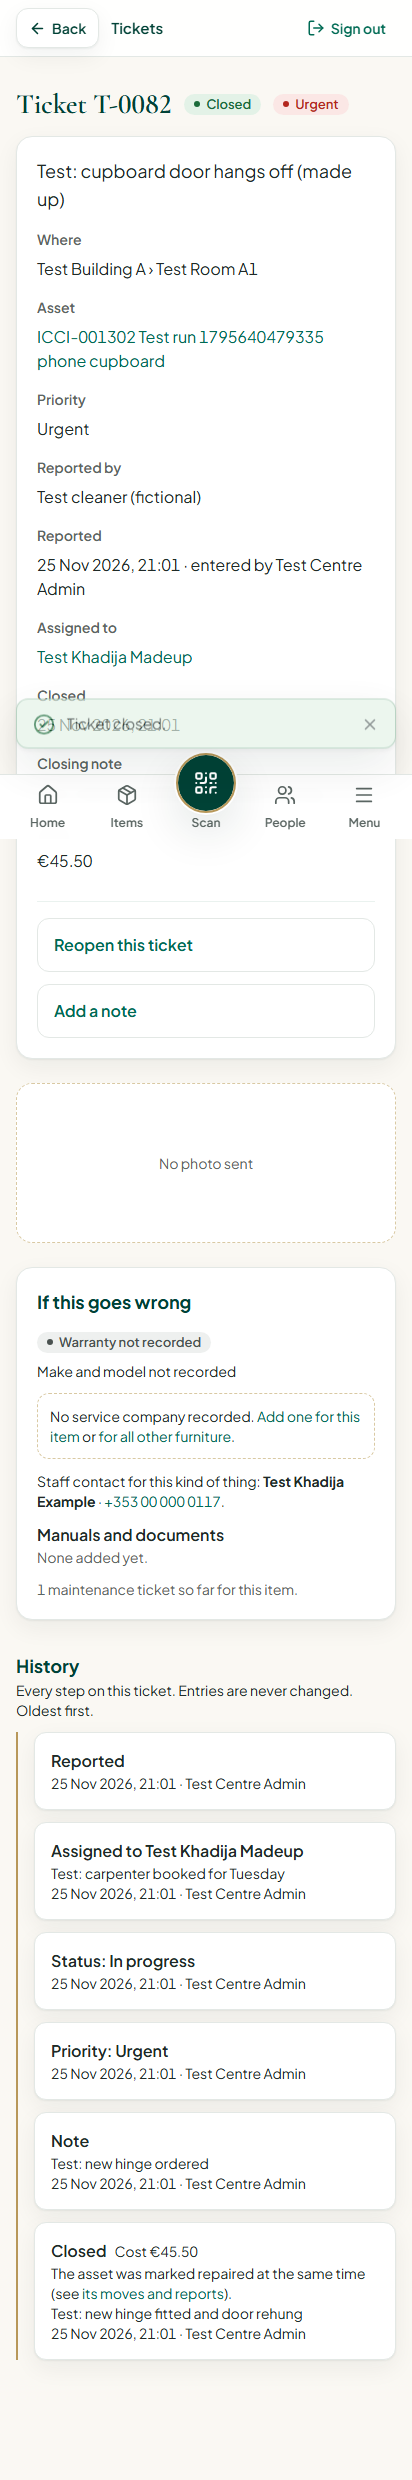 Back
Tickets
Sign out
Ticket T-0082
Closed
Urgent
Test: cupboard door hangs off (made
up)
Where
Test Building A › Test Room A1
Asset
ICCI-001302 Test run 1795640479335
phone cupboard
Priority
Urgent
Reported by
Test cleaner (fictional)
Reported
25 Nov 2026, 21:01 · entered by Test Centre
Admin
Assigned to
Test Khadija Madeup
Closed
25 Nov 2026, 21:01
Ticket closed.
Closing note
Home
Items
Scan
People
Menu
€45.50
Reopen this ticket
Add a note
No photo sent
If this goes wrong
Warranty not recorded
Make and model not recorded
No service company recorded. Add one for this
item or for all other furniture.
Staff contact for this kind of thing: Test Khadija
Example · +353 00 000 0117.
Manuals and documents
None added yet.
1 maintenance ticket so far for this item.
History
Every step on this ticket. Entries are never changed.
Oldest first.
Reported
25 Nov 2026, 21:01 · Test Centre Admin
Assigned to Test Khadija Madeup
Test: carpenter booked for Tuesday
25 Nov 2026, 21:01 · Test Centre Admin
Status: In progress
25 Nov 2026, 21:01 · Test Centre Admin
Priority: Urgent
25 Nov 2026, 21:01 · Test Centre Admin
Note
Test: new hinge ordered
25 Nov 2026, 21:01 · Test Centre Admin
Closed Cost €45.50
The asset was marked repaired at the same time
(see its moves and reports).
Test: new hinge fitted and door rehung
25 Nov 2026, 21:01 · Test Centre Admin